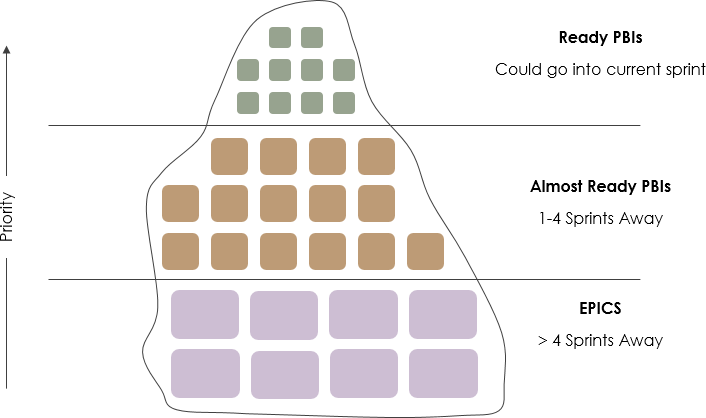 Ready PBIs
Could go into current sprint
Almost Ready PBIs
1-4 Sprints Away
Priority
EPICS
> 4 Sprints Away